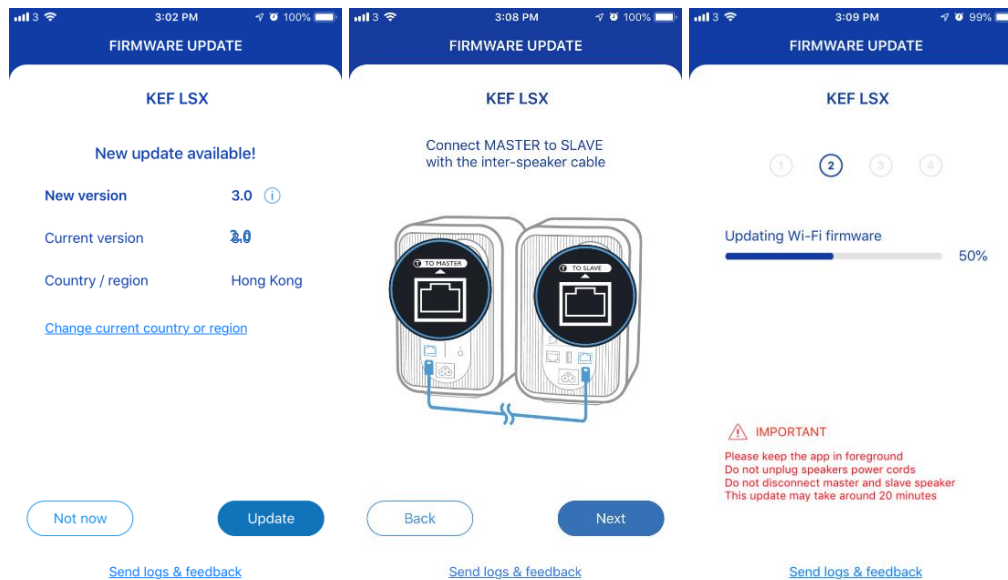 3
3:02 PM
100%
FIRMWARE UPDATE
KEF LSX
New update available!
New version 3.0
Current version
Country / region Hong Kong
Change current country or region
Not now Update
Send logs & feedback
3
3:08 PM
100%
FIRMWARE UPDATE
KEF LSX
Connect MASTER to SLAVE
with the inter-speaker cable
TO MASTER
TO SLAVE
Back Next
Send logs & feedback
3
3:09 PM
99%
FIRMWARE UPDATE
KEF LSX
1 2 3 4
Updating Wi-Fi firmware
50%
IMPORTANT
Please keep the app in foreground
Do not unplug speakers power cords
Do not disconnect master and slave speaker
This update may take around 20 minutes
Send logs & feedback